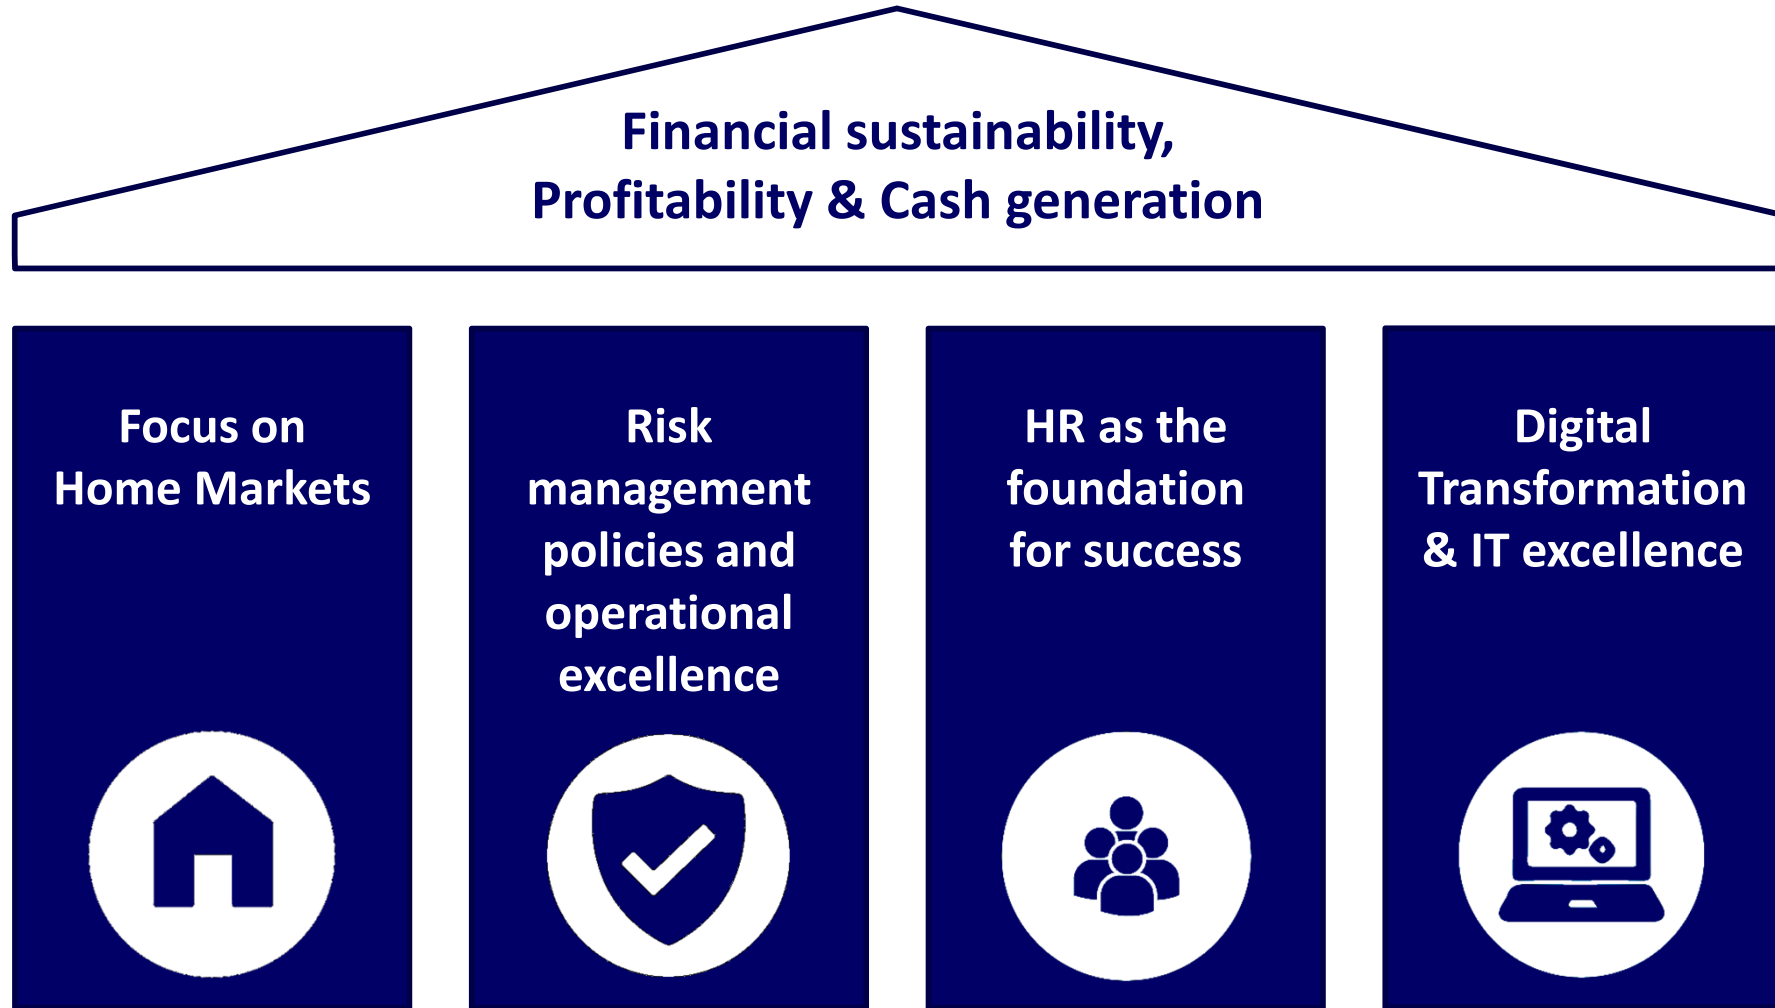 Financial sustainability,
Profitability & Cash generation
Focus on
Home Markets
Risk
management
policies and
operational
excellence
HR as the
foundation
for success
Digital
Transformation
& IT excellence